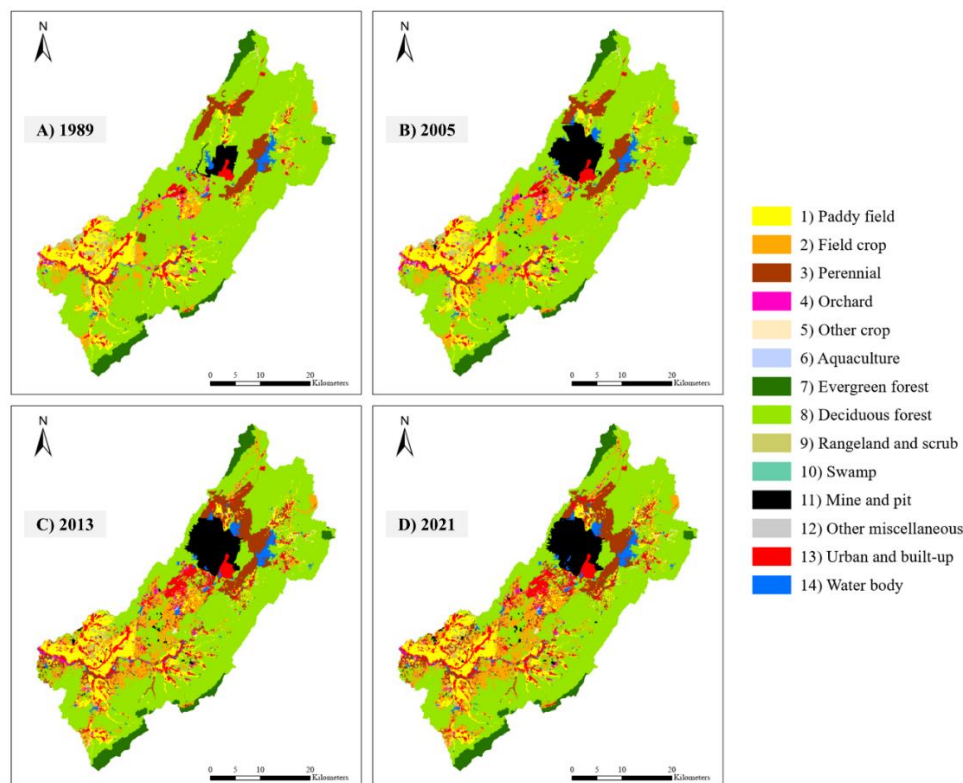 N
A) 1989
0 5 10 20
Kilometers
N
B) 2005
0 5 10 20
Kilometers
N
C) 2013
0 5 10 20
Kilometers
N
D) 2021
0 5 10 20
Kilometers
1) Paddy field
2) Field crop
3) Perennial
4) Orchard
5) Other crop
6) Aquaculture
7) Evergreen forest
8) Deciduous forest
9) Rangeland and scrub
10) Swamp
11) Mine and pit
12) Other miscellaneous
13) Urban and built-up
14) Water body